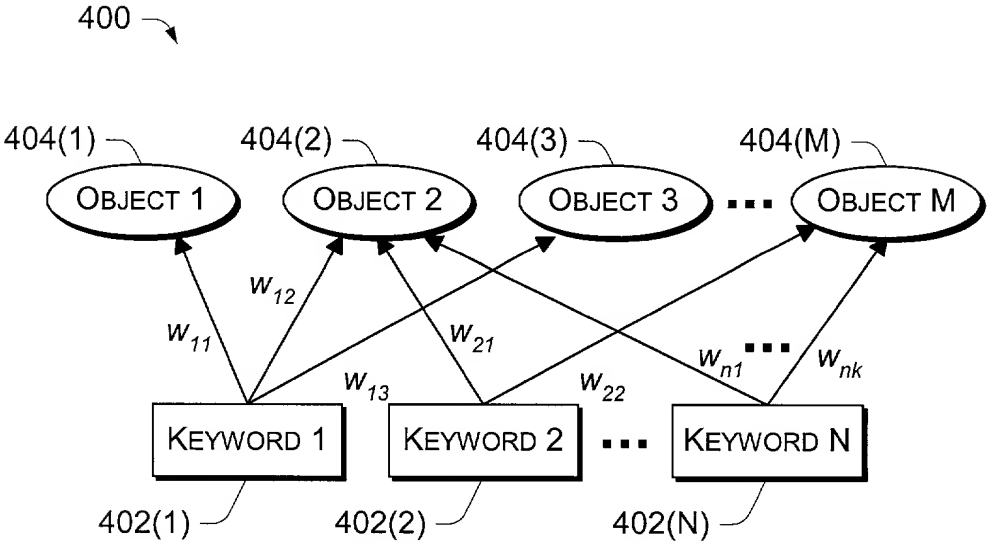 400
404(1) 404(2) 404(3) 404(M)
OBJECT 1 OBJECT 2 OBJECT 3 ... OBJECT M
w12
w11 w21 ...
w13 w22 wn1 wnk
KEYWORD 1 KEYWORD 2 ... KEYWORD N
402(1) 402(2) 402(N)